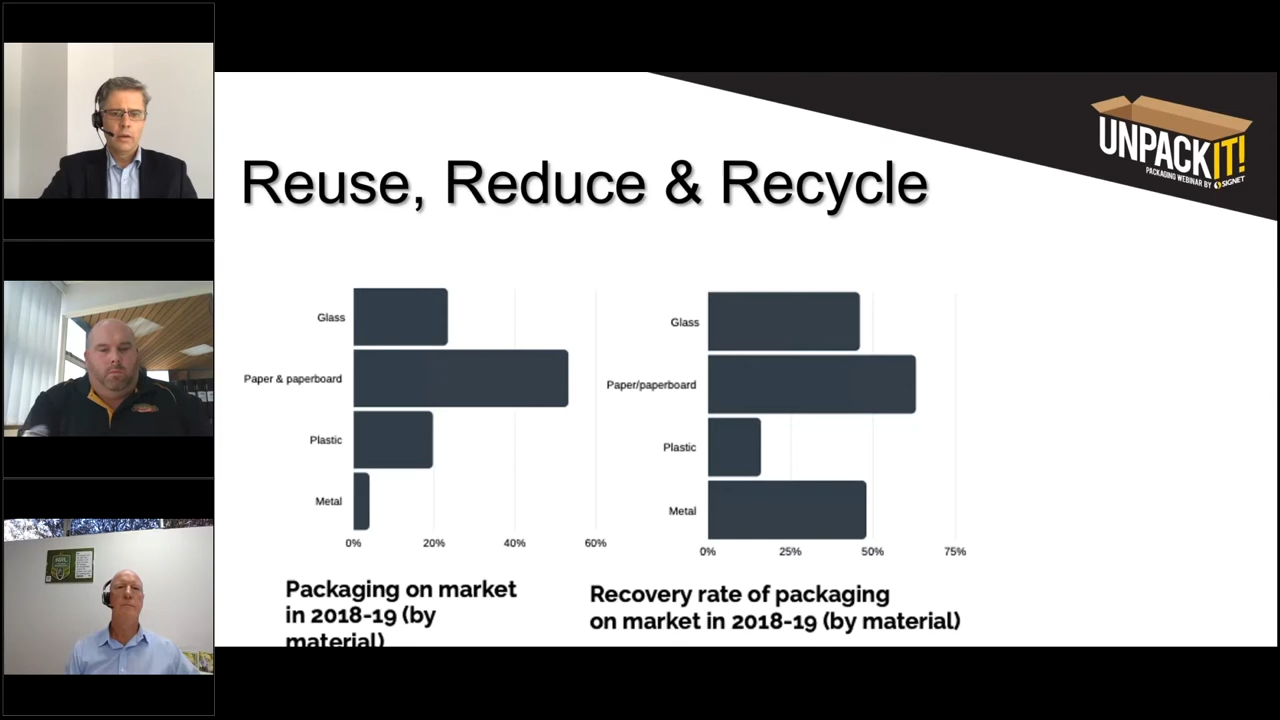 UNPACKIT!
PACKAGING WEBINAR BY SIGNET
Reuse, Reduce & Recycle
Glass
Paper & paperboard
Plastic
Metal
0% 20% 40% 60%
Packaging on market
in 2018-19 (by
material)
Glass
Paper/paperboard
Plastic
Metal
0% 25% 50% 75%
Recovery rate of packaging
on market in 2018-19 (by material)